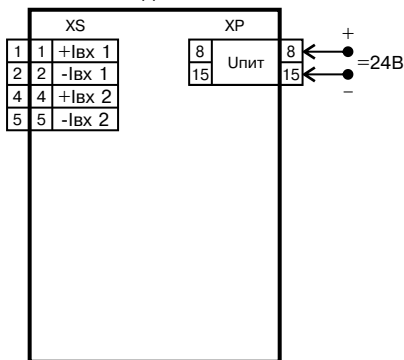 XS XP
1 1 +Iвх 1 8 Uпит 8 +
2 2 -Iвх 1 15 15 =24В
4 4 +Iвх 2 –
5 5 -Iвх 2